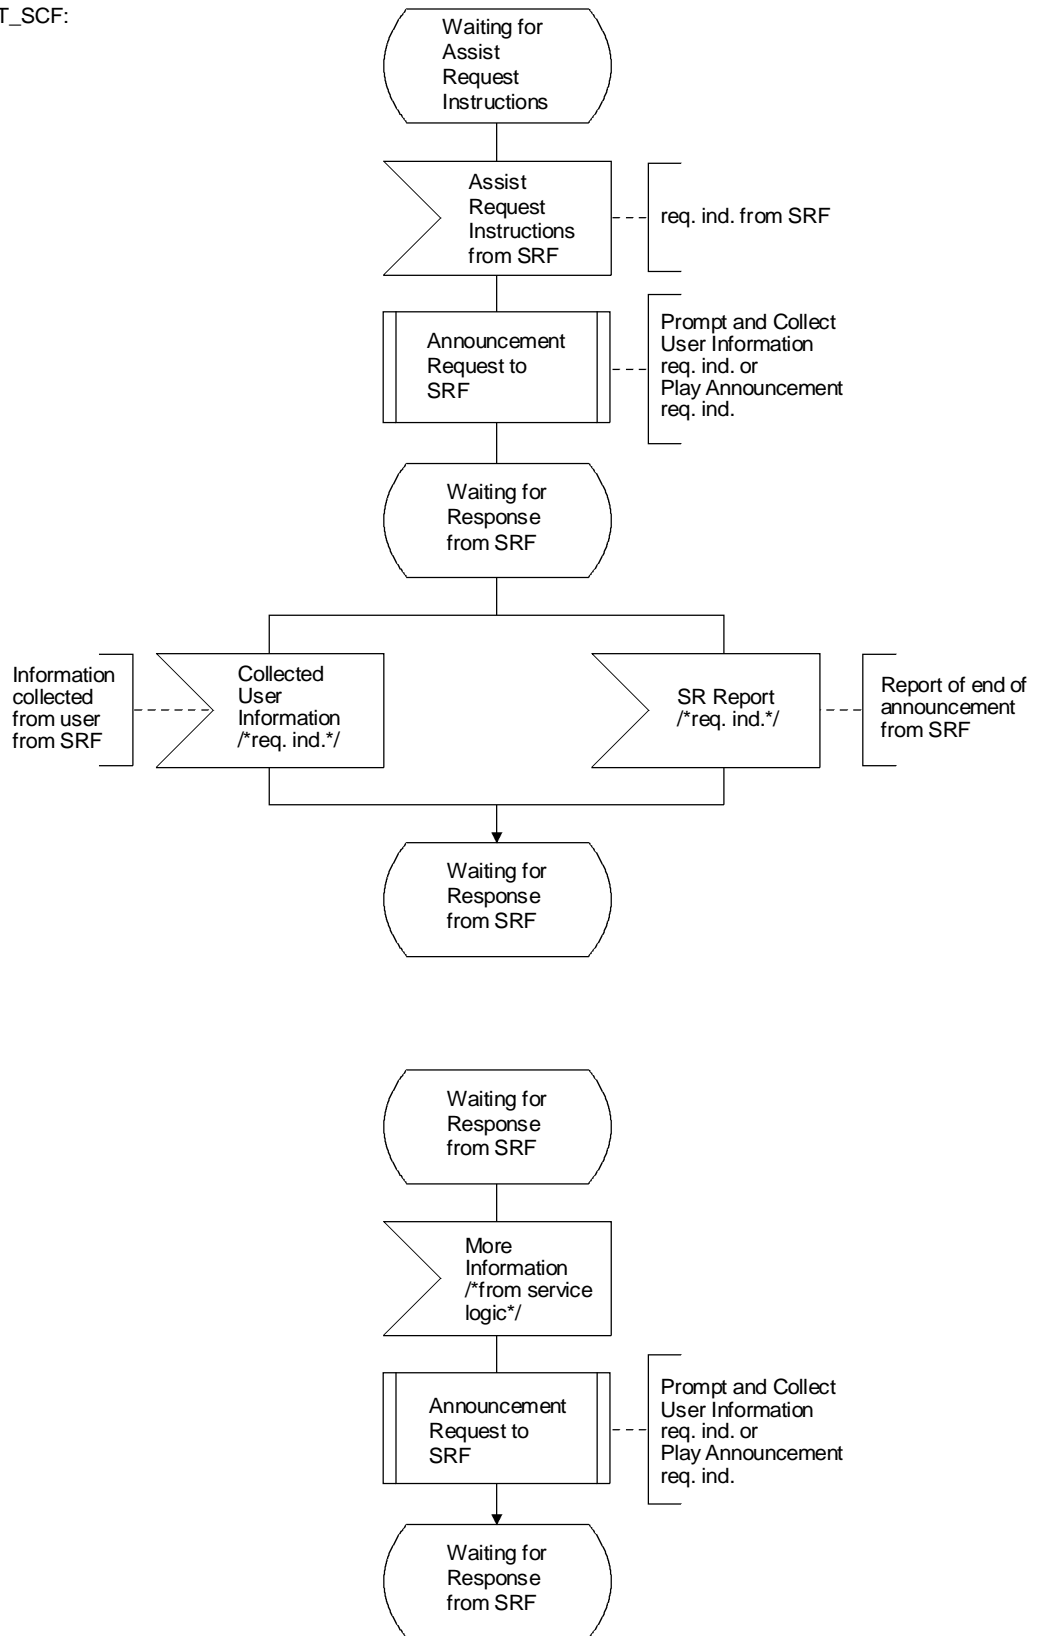 T_SCF:
Waiting for
Assist
Request
Instructions
Assist
Request
Instructions
from SRF
req. ind. from SRF
Announcement
Request to
SRF
Prompt and Collect
User Information
req. ind. or
Play Announcement
req. ind.
Waiting for
Response
from SRF
Information
collected
from user
from SRF
Collected
User
Information
/*req. ind.*/
SR Report
/*req. ind.*/
Report of end of
announcement
from SRF
Waiting for
Response
from SRF
Waiting for
Response
from SRF
More
Information
/*from service
logic*/
Announcement
Request to
SRF
Prompt and Collect
User Information
req. ind. or
Play Announcement
req. ind.
Waiting for
Response
from SRF